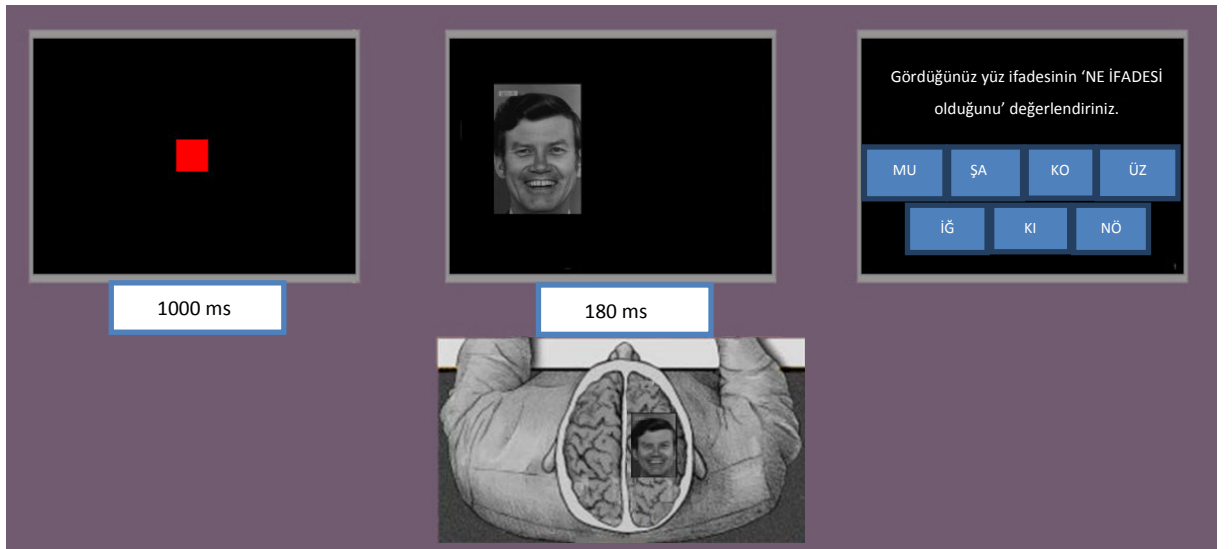 Gördüğünüz yüz ifadesinin ‘NE İFADESİ
olduğunu’ değerlendiriniz.
MU ŞA KO ÜZ
İĞ KI NÖ
1000 ms
180 ms